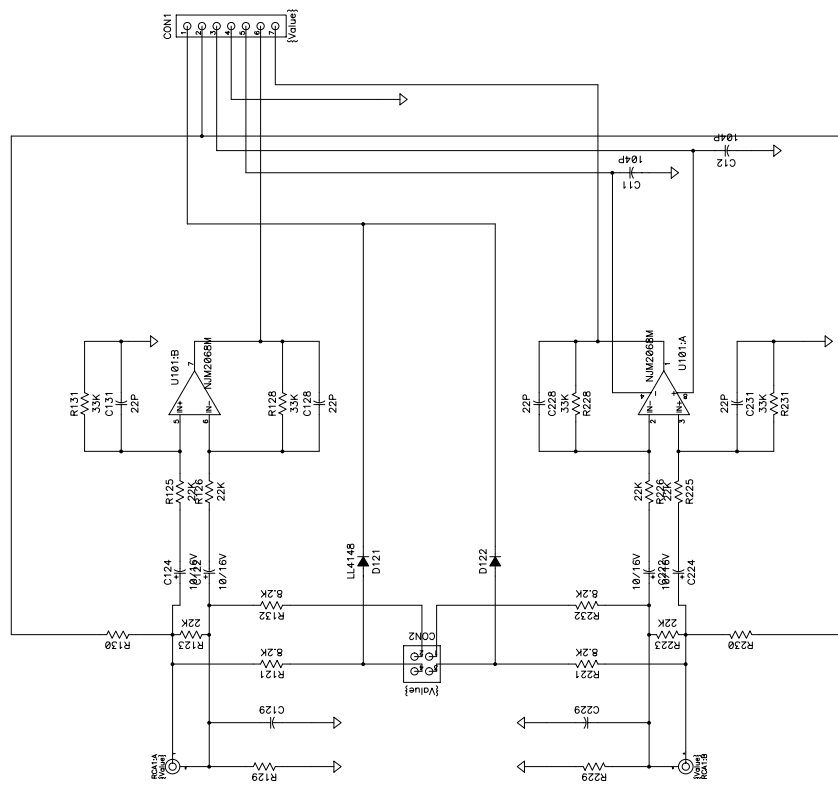 CON1
1
2
3
4
5
6
7
{Value}
104P
C12
104P
C11
U101:B
NJM2068M
7
IN+
IN-
5
6
R131
33K
C131
22P
R128
33K
C128
22P
22P
C228
33K
R228
NJM2068M
U101:A
1
4
8
-
+
IN-
IN+
2
3
22P
C231
33K
R231
R125
22K
R126
22K
22K
R226
22K
R225
C124
10/16V
C122
10/16V
LL4148
D121
D122
10/16V
C222
10/16V
C224
8.2K
R132
8.2K
R232
R130
22K
R123
CON2
22K
R223
R230
8.2K
R121
{Value}
8.2K
R221
C129
C229
RCA1:A
{Value}
R129
R229
{Value}
RCA1:B